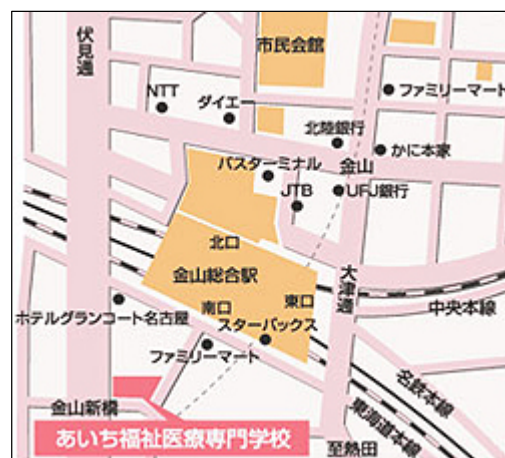 伏見通
市民会館
NTT
ダイエー
ファミリーマート
北陸銀行
かに本家
バスターミナル
金山
JTB
UFJ銀行
北口
金山総合駅
大津通
南口
東口
中央本線
ホテルグランコート名古屋
スターバックス
ファミリーマート
名鉄本線
金山新橋
東海道本線
あいち福祉医療専門学校
至熱田